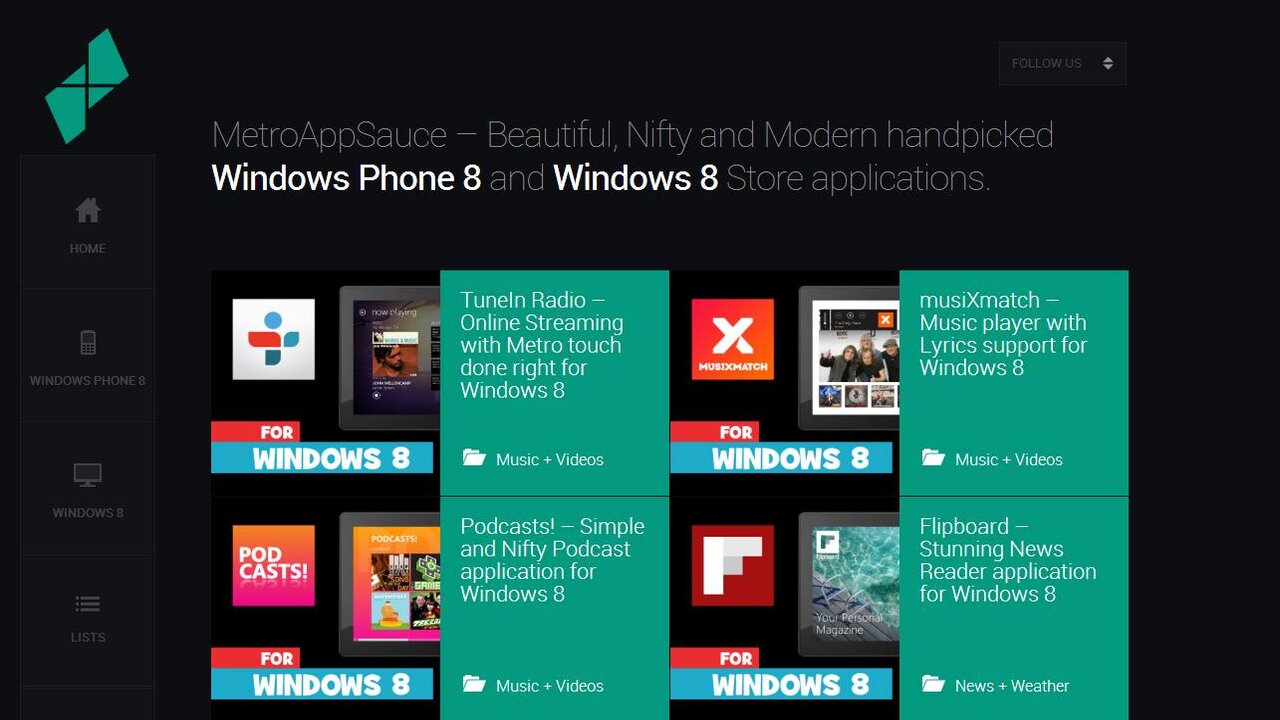 FOLLOW US
MetroAppSauce – Beautiful, Nifty and Modern handpicked
Windows Phone 8 and Windows 8 Store applications.
HOME
WINDOWS PHONE 8
WINDOWS 8
LISTS
now playing
JOHN MELLENCAMP
FOR
WINDOWS 8
TuneIn Radio –
Online Streaming
with Metro touch
done right for
Windows 8
Music + Videos
MUSIXMATCH
FOR
WINDOWS 8
musiXmatch –
Music player with
Lyrics support for
Windows 8
Music + Videos
POD
CASTS!
PODCASTS!
FOR
WINDOWS 8
Podcasts! – Simple
and Nifty Podcast
application for
Windows 8
Music + Videos
Flipboard
Your Personal
Magazine
FOR
WINDOWS 8
Flipboard –
Stunning News
Reader application
for Windows 8
News + Weather